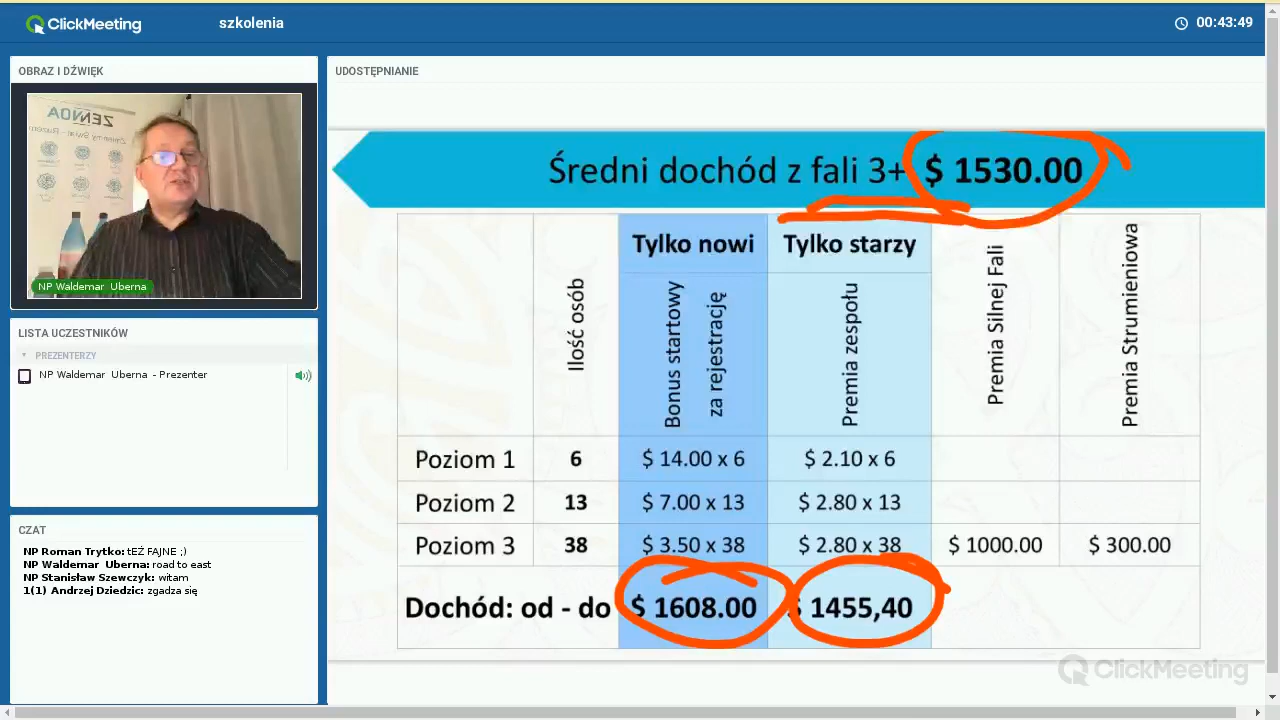 ClickMeeting
szkolenia
00:43:49
OBRAZ I DŹWIĘK
NP Waldemar Uberna
LISTA UCZESTNIKÓW
PREZENTERZY
NP Waldemar Uberna - Prezenter
CZAT
NP Roman Trytko: tEŹ FAJNE ;)
NP Waldemar Uberna: road to east
NP Stanisław Szewczyk: witam
1(1) Andrzej Dziedzic: zgadza się
UDOSTĘPNIANIE
Średni dochód z fali 3+ $ 1530.00
Ilość osób
Tylko nowi
Tylko starzy
Bonus startowy
za rejestrację
Premia zespołu
Premia Silnej Fali
Premia Strumieniowa
Poziom 1 6 $ 14.00 x 6 $ 2.10 x 6
Poziom 2 13 $ 7.00 x 13 $ 2.80 x 13
Poziom 3 38 $ 3.50 x 38 $ 2.80 x 38 $ 1000.00 $ 300.00
Dochód: od - do $ 1608.00 $ 1455,40
ClickMeeting